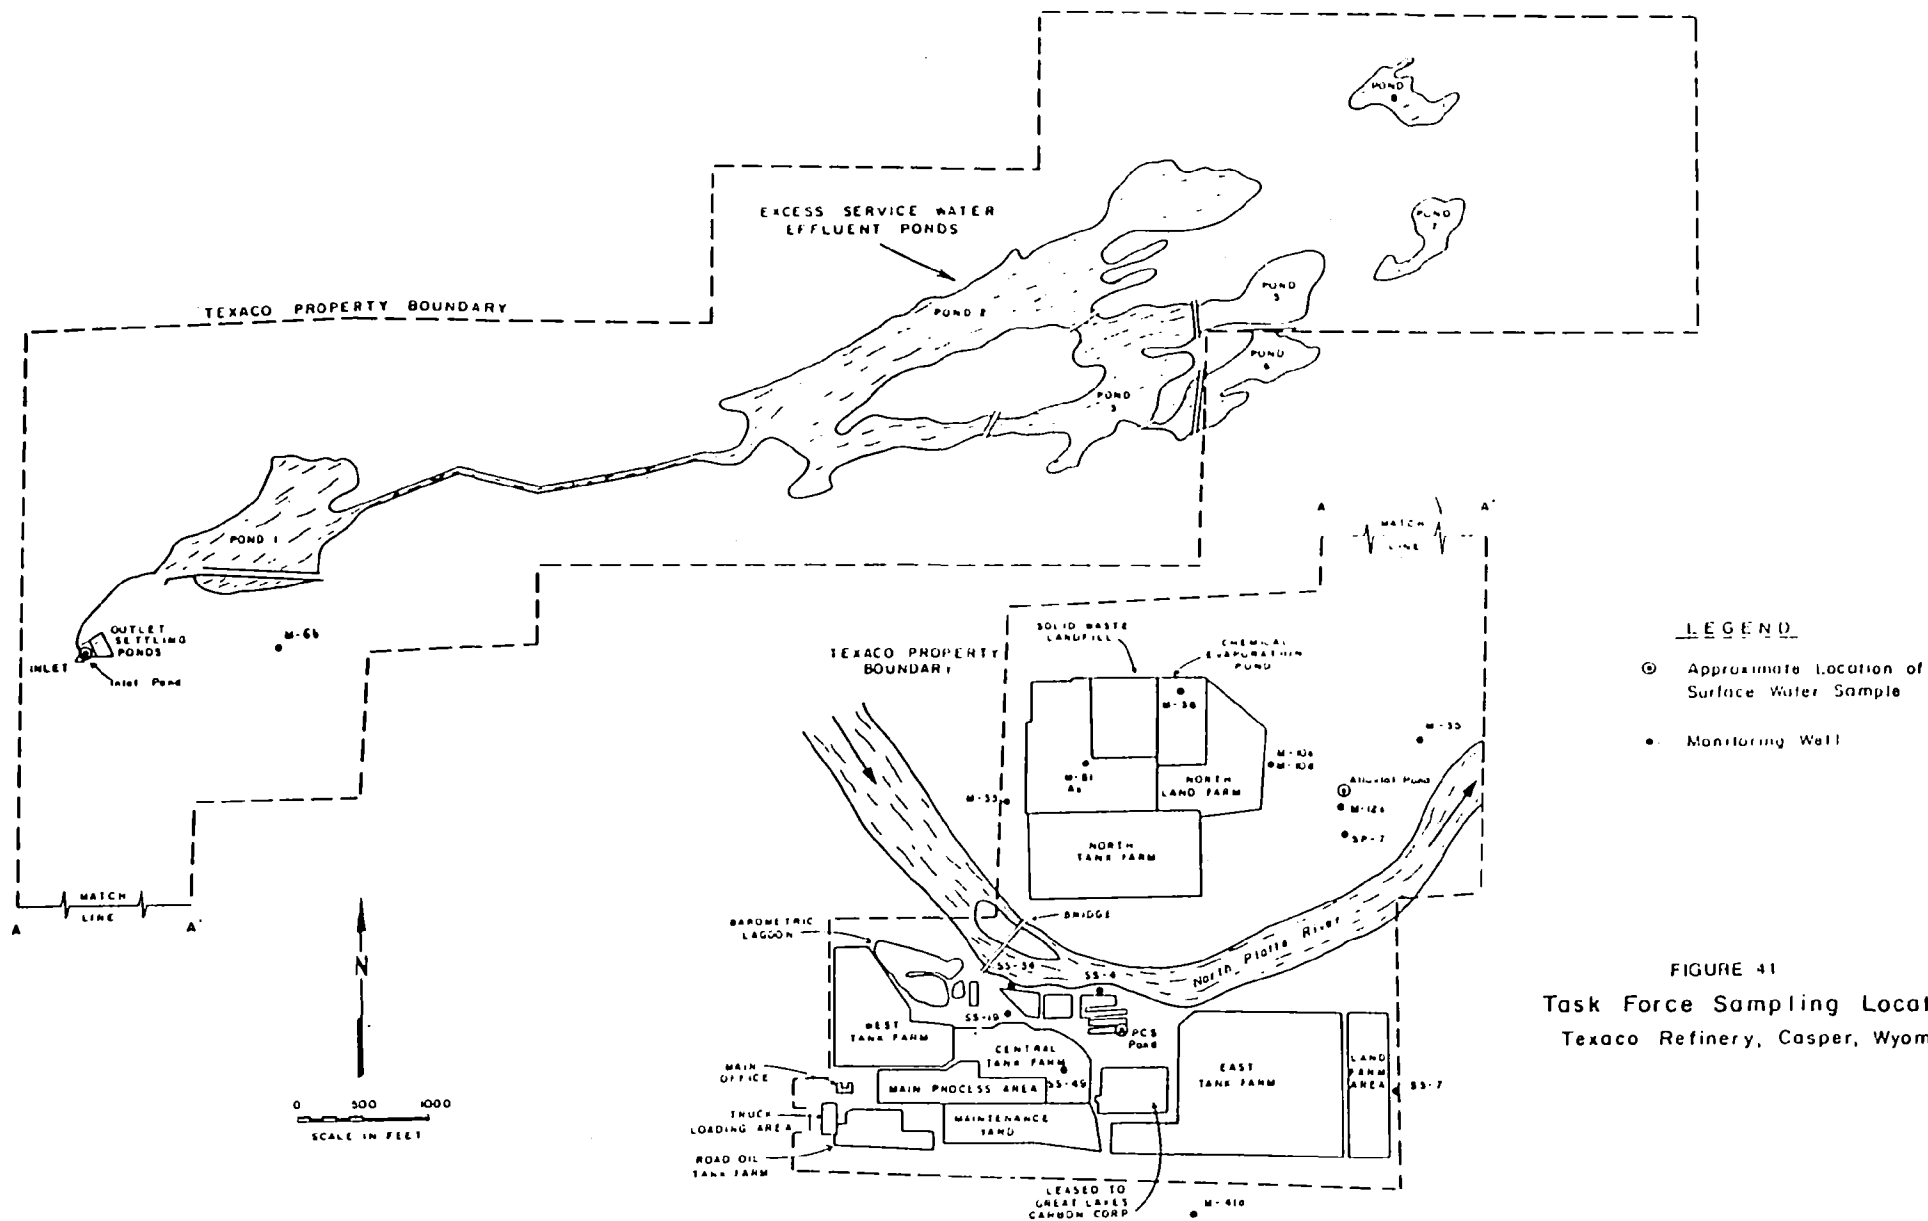 POND
8
POND
7
EXCESS SERVICE WATER
EFFLUENT PONDS
POND
5
TEXACO PROPERTY BOUNDARY
POND 2
POND
6
POND
3
A
A'
MATCH
LINE
POND 1
OUTLET
SETTLING
PONDS
M-6b
INLET
Inlet Pond
SOLID WASTE
LANDFILL
CHEMICAL
EVAPORATION
POND
TEXACO PROPERTY
BOUNDARY
LEGEND
Approximate Location of
Surface Water Sample
Monitoring Well
M-35
M-10d
NORTH
LAND FARM
Alluvial Pond
M-33
SP-7
NORTH
TANK FARM
MATCH
LINE
A
A'
N
BAROMETRIC
LAGOON
BRIDGE
North Platte River
SS-4
SS-19
PCS
Pond
WEST
TANK FARM
CENTRAL
TANK FARM
MAIN
OFFICE
MAIN PROCESS AREA
SS-49
EAST
TANK FARM
LAND
FARM
AREA
SS-7
TRUCK
LOADING AREA
MAINTENANCE
YARD
ROAD OIL
TANK FARM
LEASED TO
GREAT LAKES
CARBON CORP
M-41a
0 500 1000
SCALE IN FEET
FIGURE 41
Task Force Sampling Locat
Texaco Refinery, Casper, Wyom